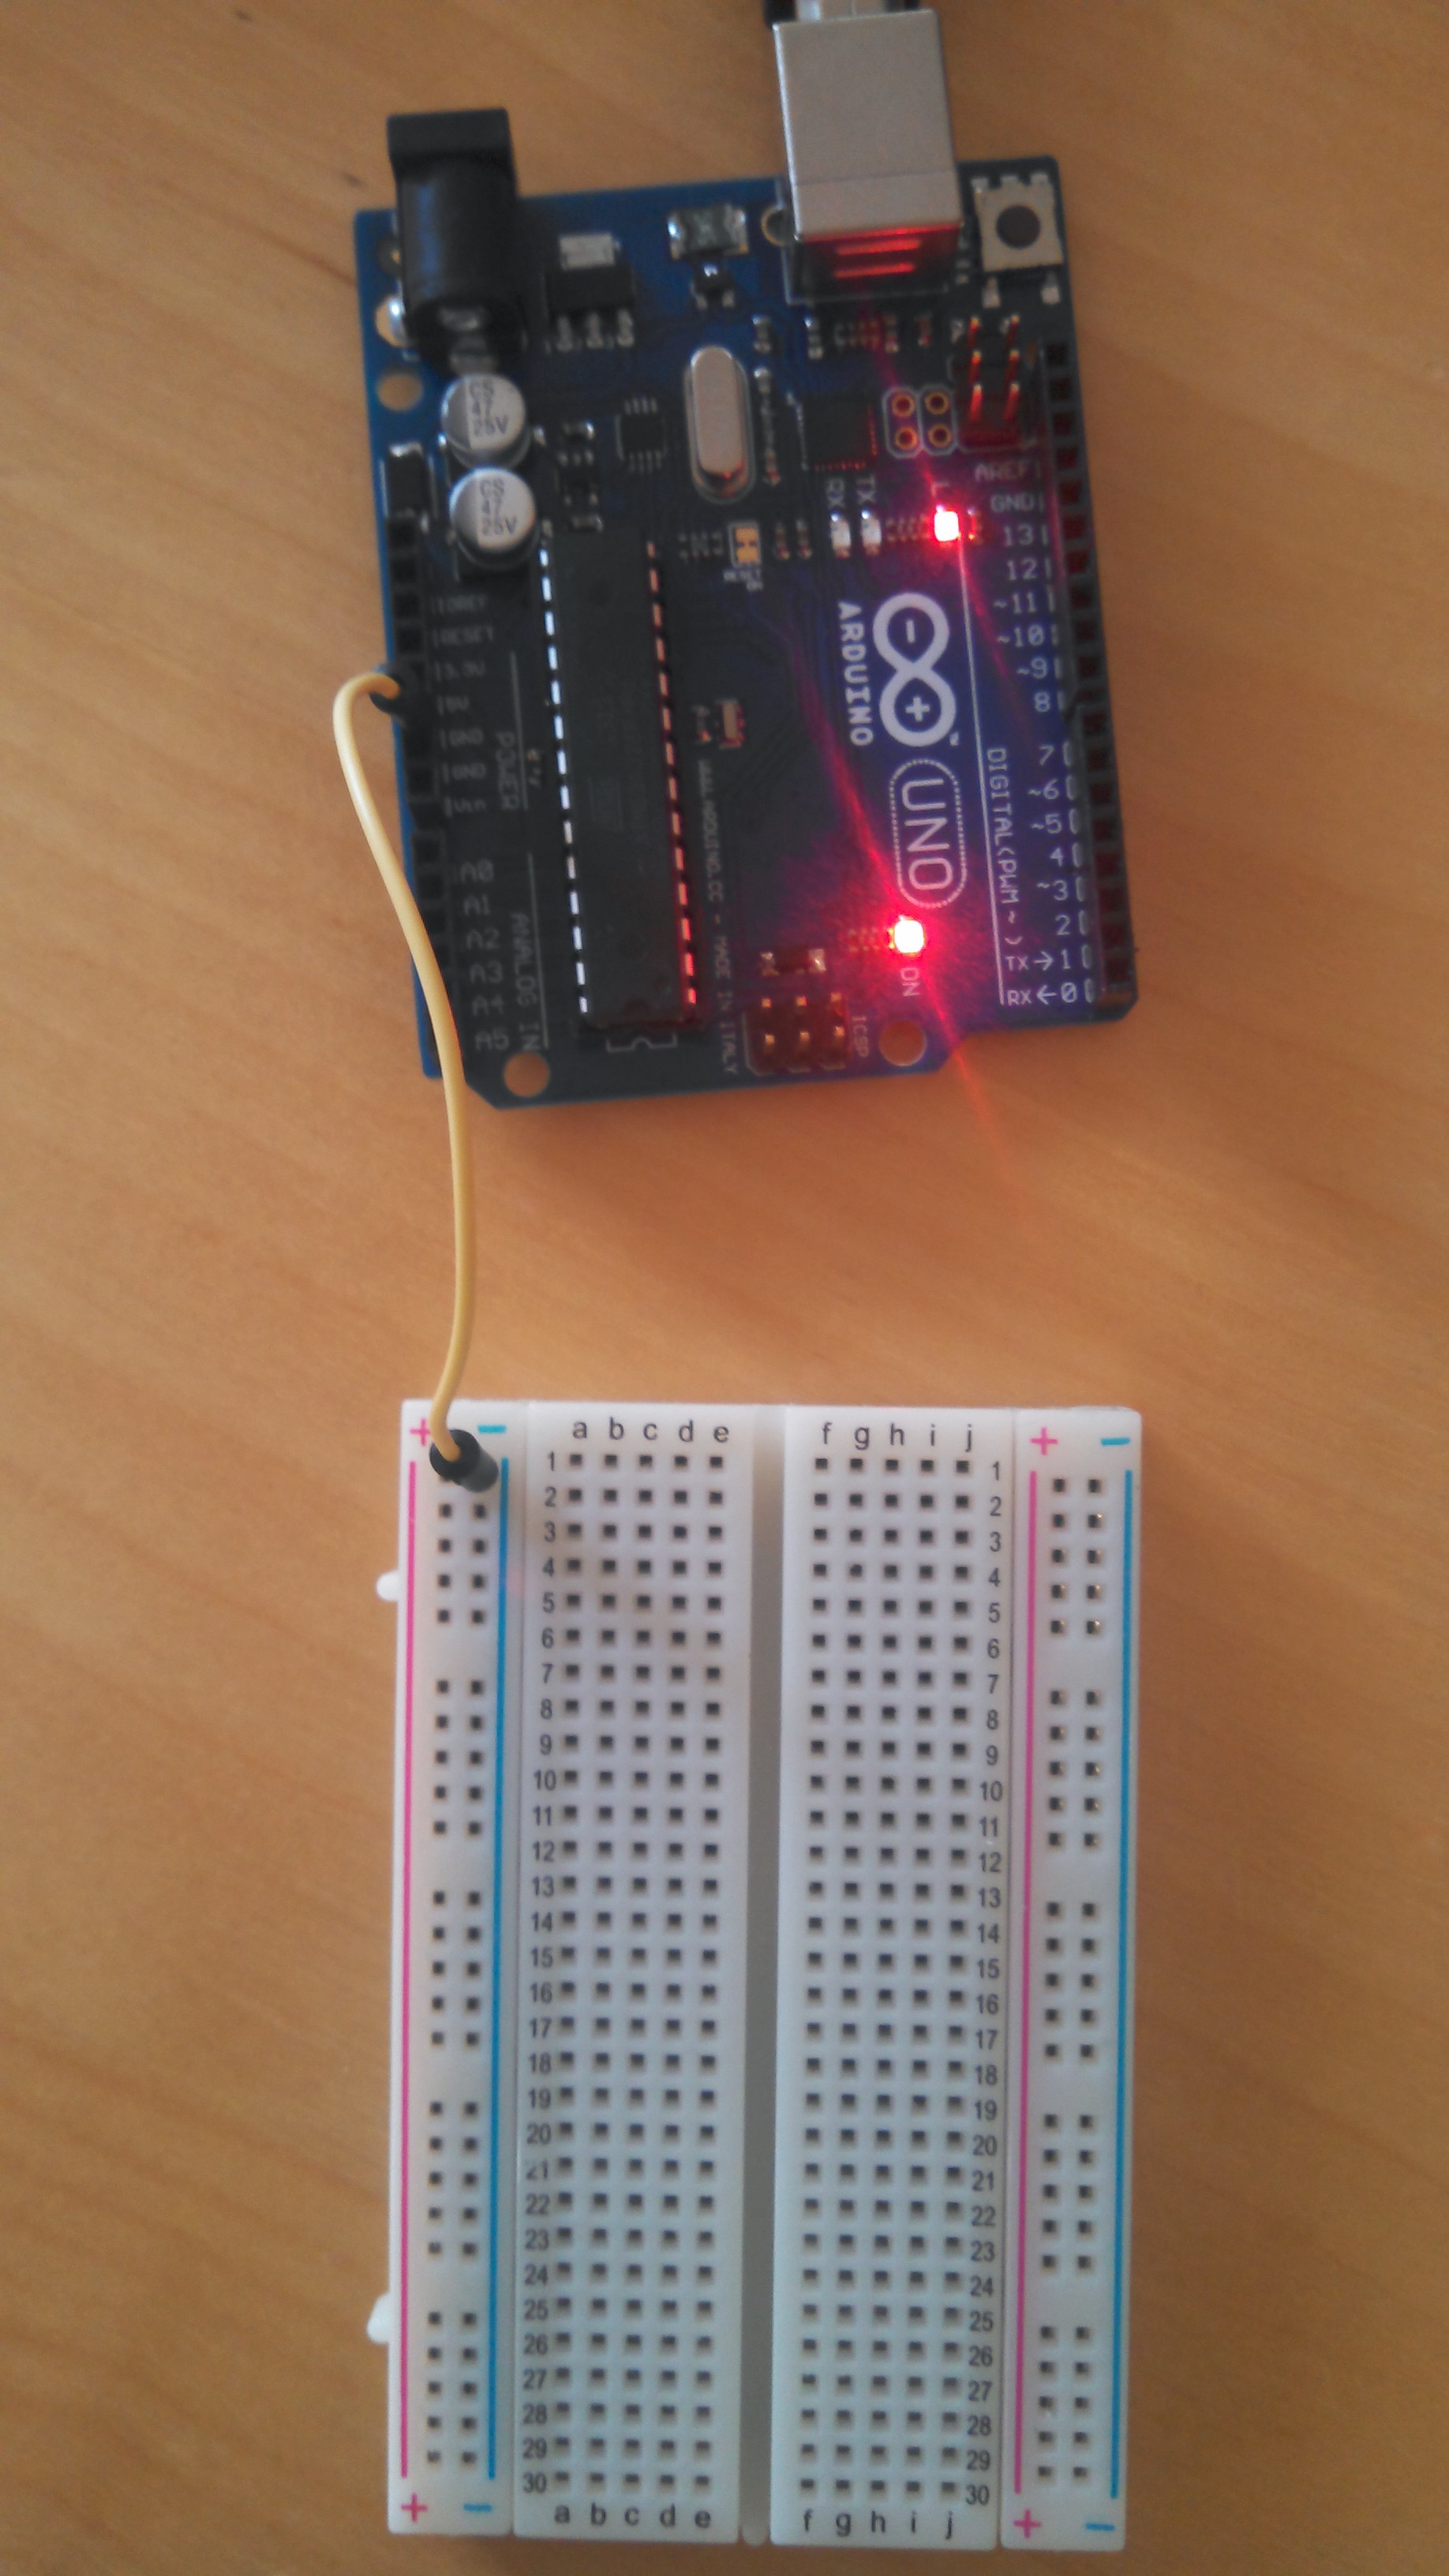 CS
47
25V
CS
47
25V
RX
TX
L
RESET
EN
AREF
GND
13
12
~11
~10
~9
8
7
~6
~5
4
~3
2
TX→1
RX←0
DIGITAL(PWM~)
ARDUINO
UNO
IOREF
RESET
3.3V
5V
GND
GND
Vin
POWER
A0
A1
A2
A3
A4
A5
ANALOG IN
WWW.ARDUINO.CC - MADE IN ITALY
ON
ICSP
+ − a b c d e f g h i j + −
1 1
2 2
3 3
4 4
5 5
6 6
7 7
8 8
9 9
10 10
11 11
12 12
13 13
14 14
15 15
16 16
17 17
18 18
19 19
20 20
21 21
22 22
23 23
24 24
25 25
26 26
27 27
28 28
29 29
30 30
+ − a b c d e f g h i j + −